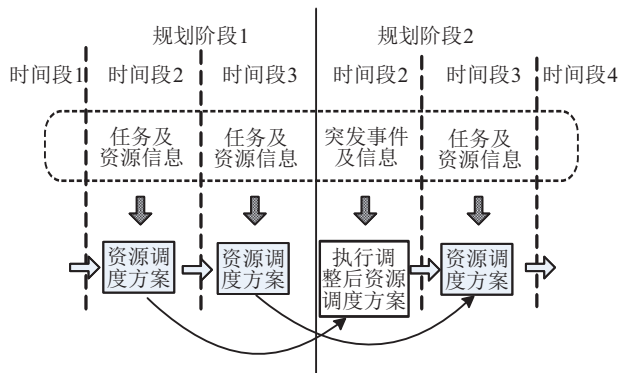 规划阶段1 规划阶段2
时间段1 时间段2 时间段3 时间段2 时间段3 时间段4
任务及
资源信息
任务及
资源信息
突发事件
及信息
任务及
资源信息
资源调
度方案
资源调
度方案
执行调
整后资源
调度方案
资源调
度方案